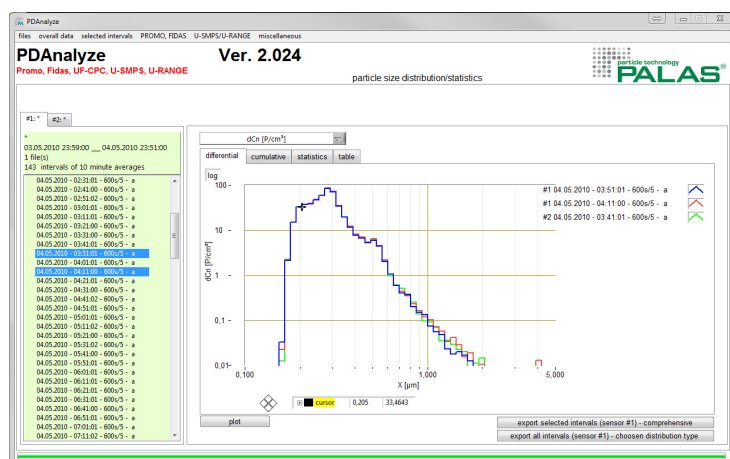 PDAnalyze
files overall data selected intervals PROMO, FIDAS U-SMPS/U-RANGE miscellaneous
PDAnalyze Ver. 2.024
Promo, Fidas, UF-CPC, U-SMPS, U-RANGE
particle technology
PALAS®
particle size distribution/statistics
#1: * #2: *
*
03.05.2010 23:59:00 __ 04.05.2010 23:51:00
1 file(s)
143 intervals of 10 minute averages
04.05.2010 - 02:31:01 - 600s/5 - a
04.05.2010 - 02:41:00 - 600s/5 - a
04.05.2010 - 02:51:02 - 600s/5 - a
04.05.2010 - 03:01:01 - 600s/5 - a
04.05.2010 - 03:11:01 - 600s/5 - a
04.05.2010 - 03:21:00 - 600s/5 - a
04.05.2010 - 03:31:00 - 600s/5 - a
04.05.2010 - 03:41:01 - 600s/5 - a
04.05.2010 - 03:51:01 - 600s/5 - a
04.05.2010 - 04:01:01 - 600s/5 - a
04.05.2010 - 04:11:00 - 600s/5 - a
04.05.2010 - 04:21:01 - 600s/5 - a
04.05.2010 - 04:31:00 - 600s/5 - a
04.05.2010 - 04:41:02 - 600s/5 - a
04.05.2010 - 04:51:01 - 600s/5 - a
04.05.2010 - 05:01:01 - 600s/5 - a
04.05.2010 - 05:11:02 - 600s/5 - a
04.05.2010 - 05:21:00 - 600s/5 - a
04.05.2010 - 05:31:02 - 600s/5 - a
04.05.2010 - 05:41:00 - 600s/5 - a
04.05.2010 - 05:51:01 - 600s/5 - a
04.05.2010 - 06:01:01 - 600s/5 - a
04.05.2010 - 06:11:01 - 600s/5 - a
04.05.2010 - 06:21:01 - 600s/5 - a
04.05.2010 - 06:31:01 - 600s/5 - a
04.05.2010 - 06:41:00 - 600s/5 - a
04.05.2010 - 06:51:01 - 600s/5 - a
04.05.2010 - 07:01:01 - 600s/5 - a
04.05.2010 - 07:11:02 - 600s/5 - a
dCn [P/cm³]
differential cumulative statistics table
log
#1 04.05.2010 - 03:51:01 - 600s/5 - a
#1 04.05.2010 - 04:11:00 - 600s/5 - a
#2 04.05.2010 - 03:41:01 - 600s/5 - a
dCn [P/cm³]
100
10
1
0,1
0,01
0,100 1,000 5,000
X [µm]
cursor 0,205 33,4643
plot
export selected intervals (sensor #1) - comprehensive
export all intervals (sensor #1) - choosen distribution type